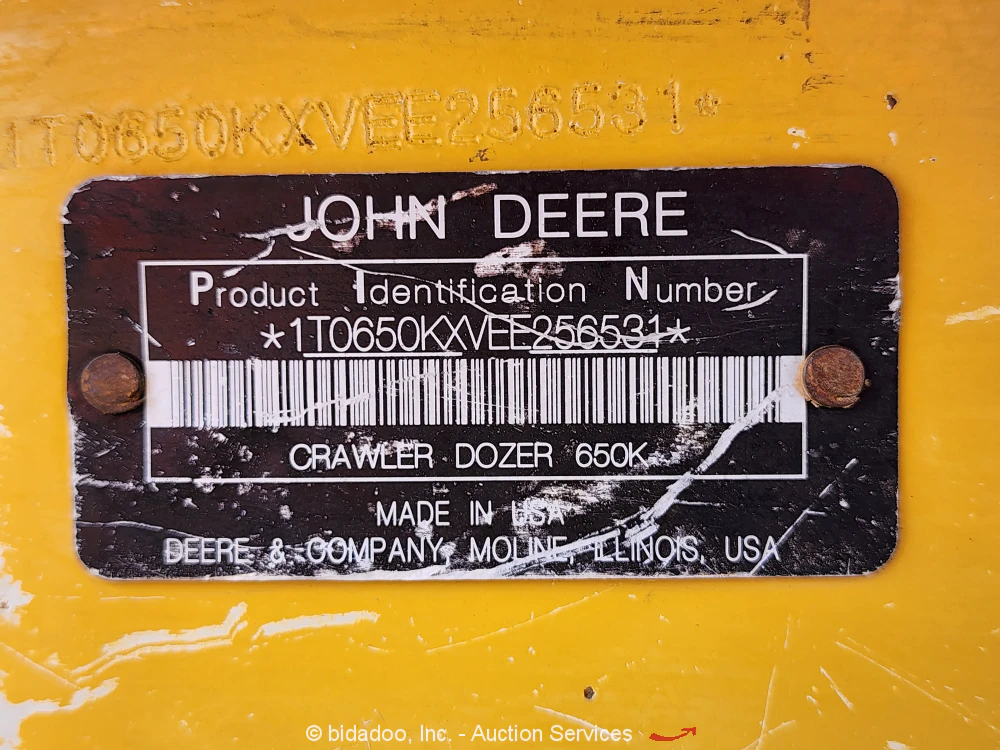 1T0650KXVEE256531*
JOHN DEERE
Product Identification Number
*1T0650KXVEE256531*
CRAWLER DOZER 650K
MADE IN USA
DEERE & COMPANY, MOLINE, ILLINOIS, USA
© bidadoo, Inc. - Auction Services